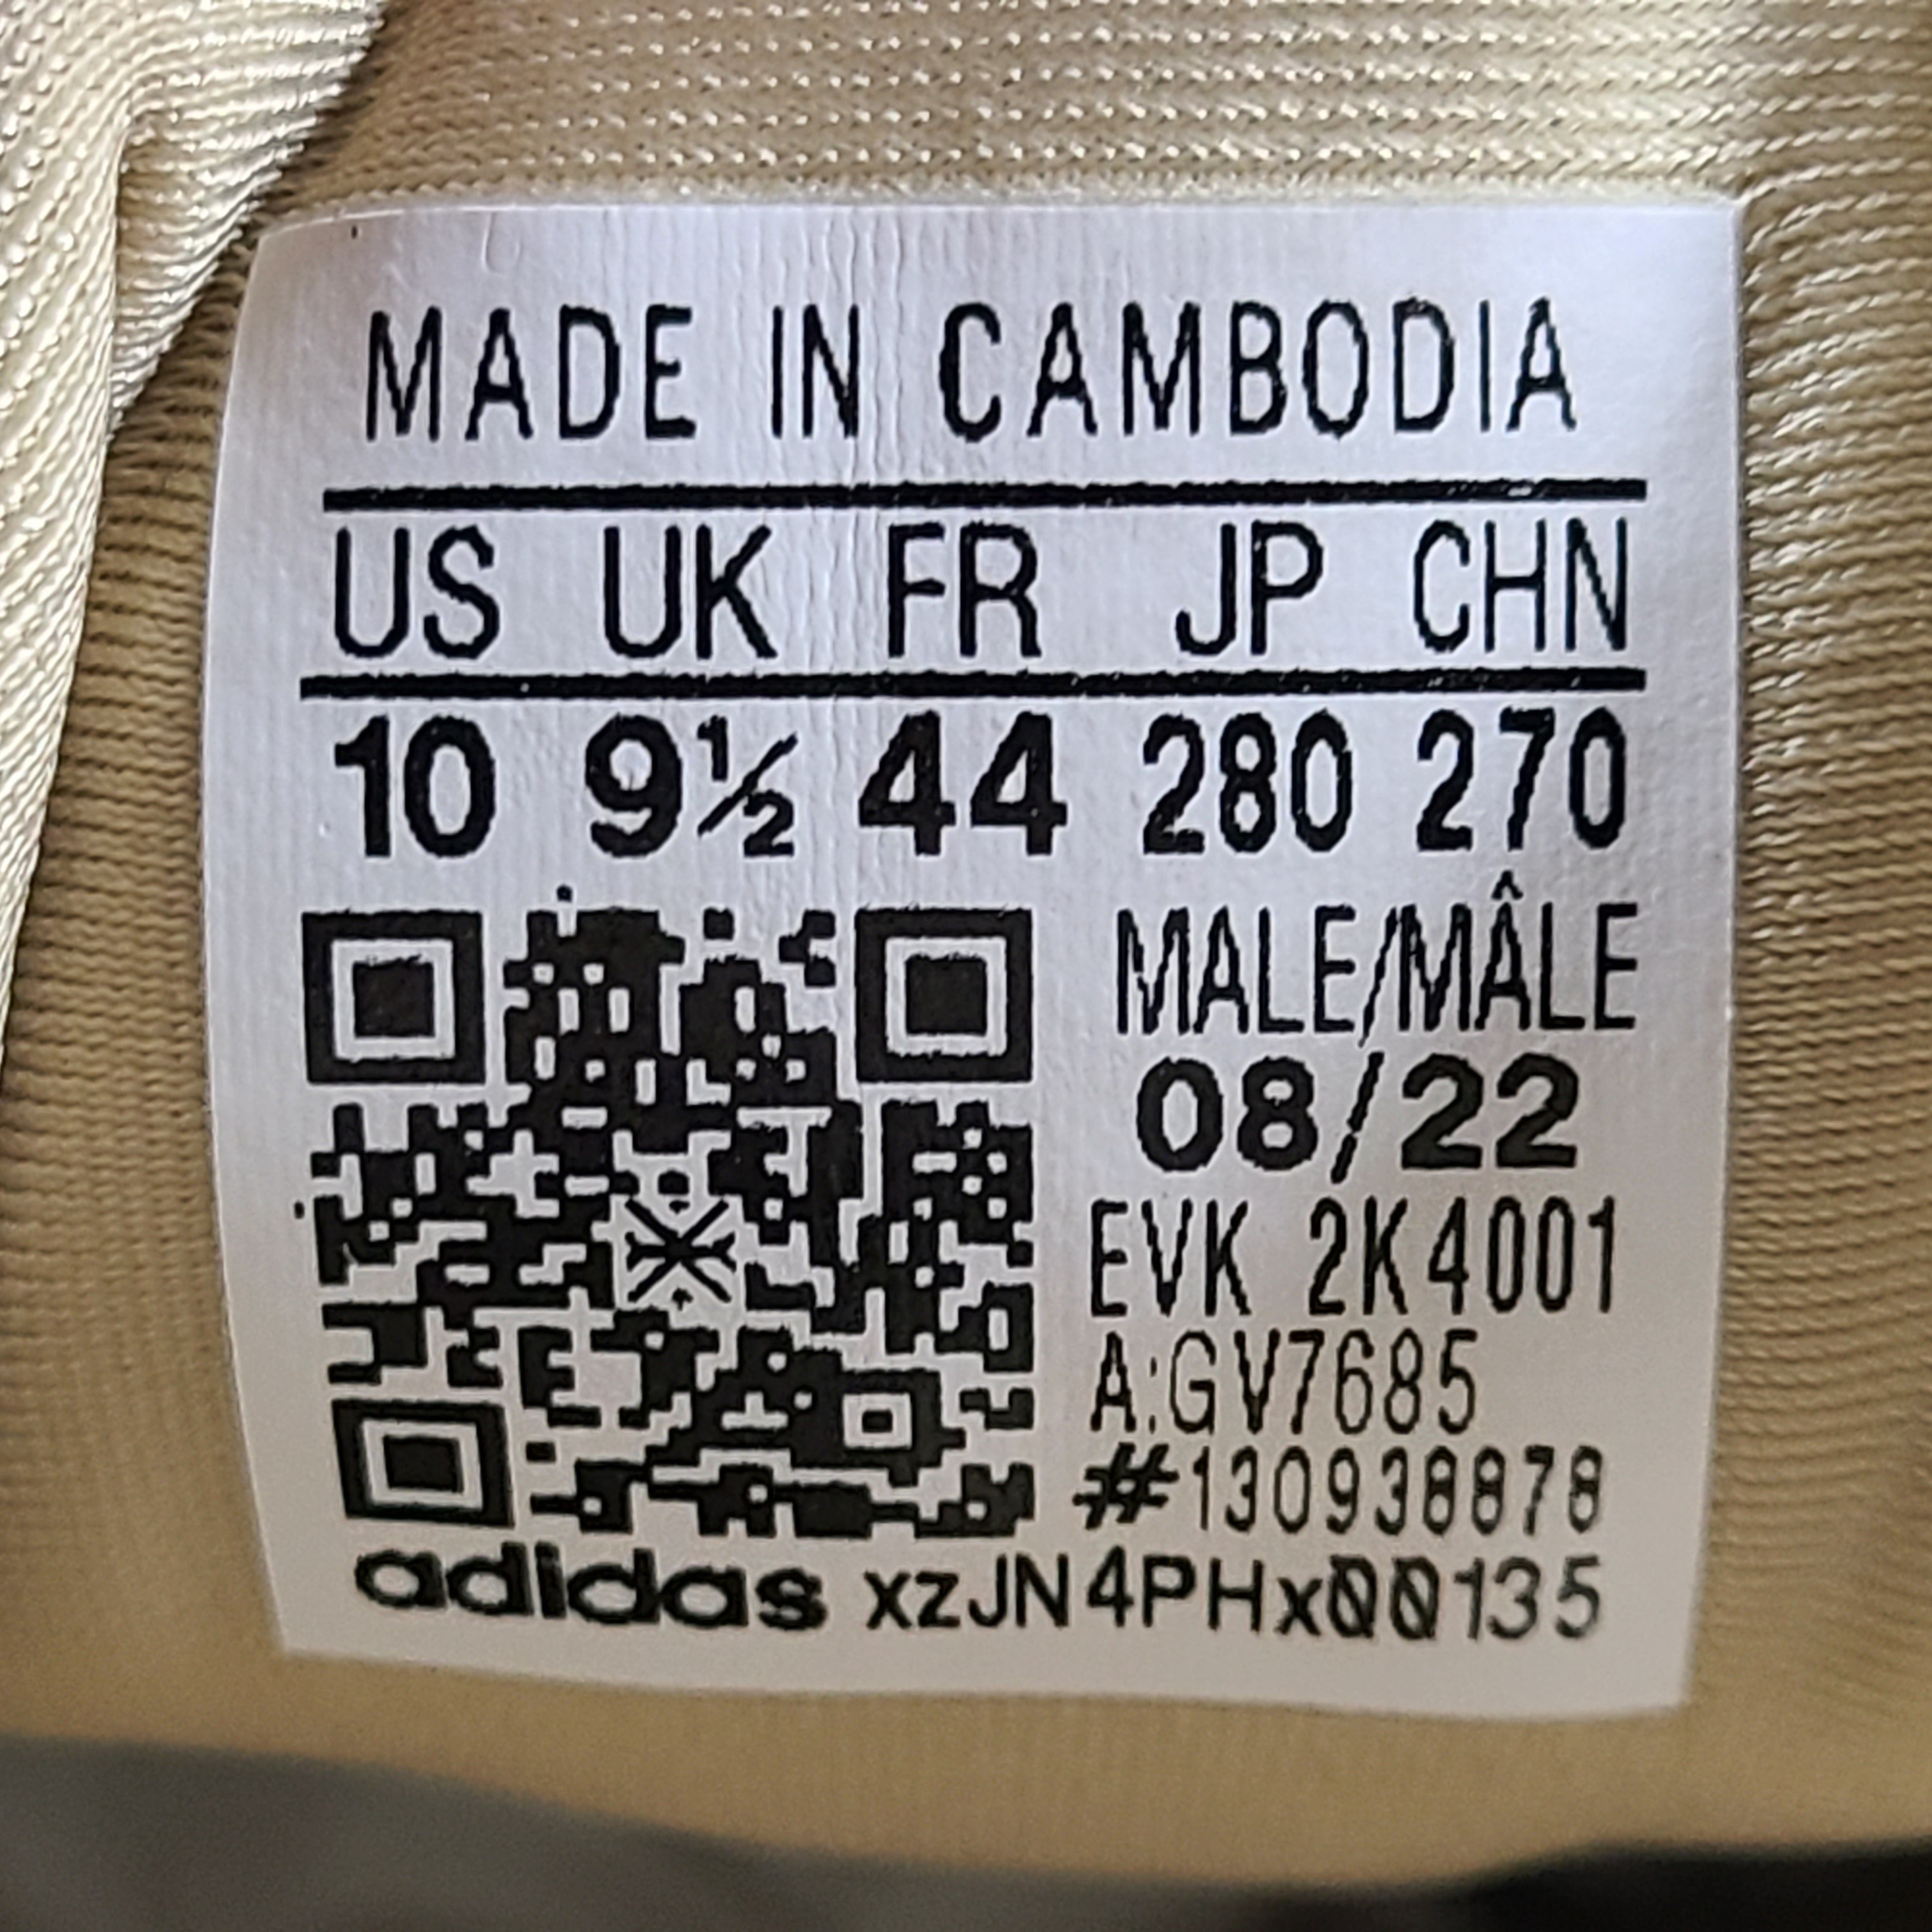 MADE IN CAMBODIA
US UK FR JP CHN
10 9½ 44 280 270
MALE/MÂLE
08/22
EVK 2K4001
A:GV7685
#130938878
adidas xzJN4PHx00135